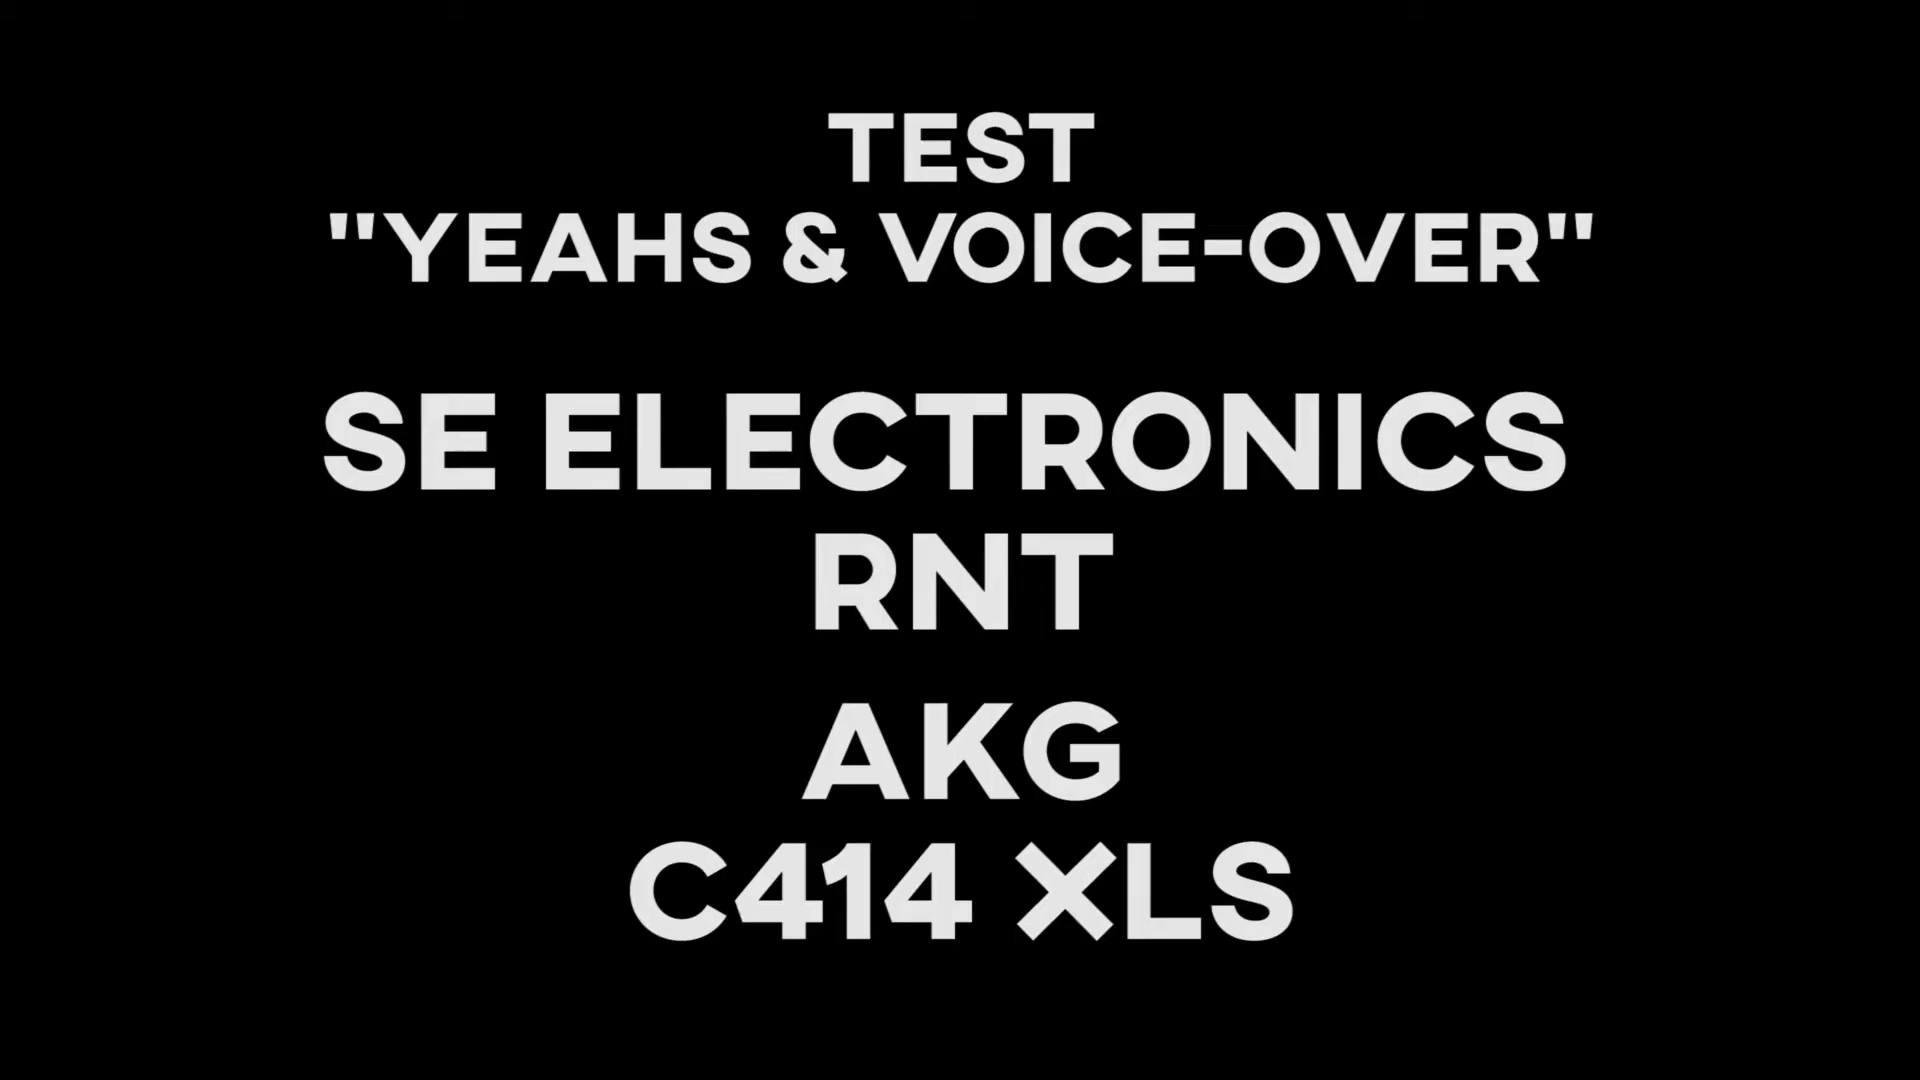 TEST
"YEAHS & VOICE-OVER"
SE ELECTRONICS
RNT
AKG
C414 XLS